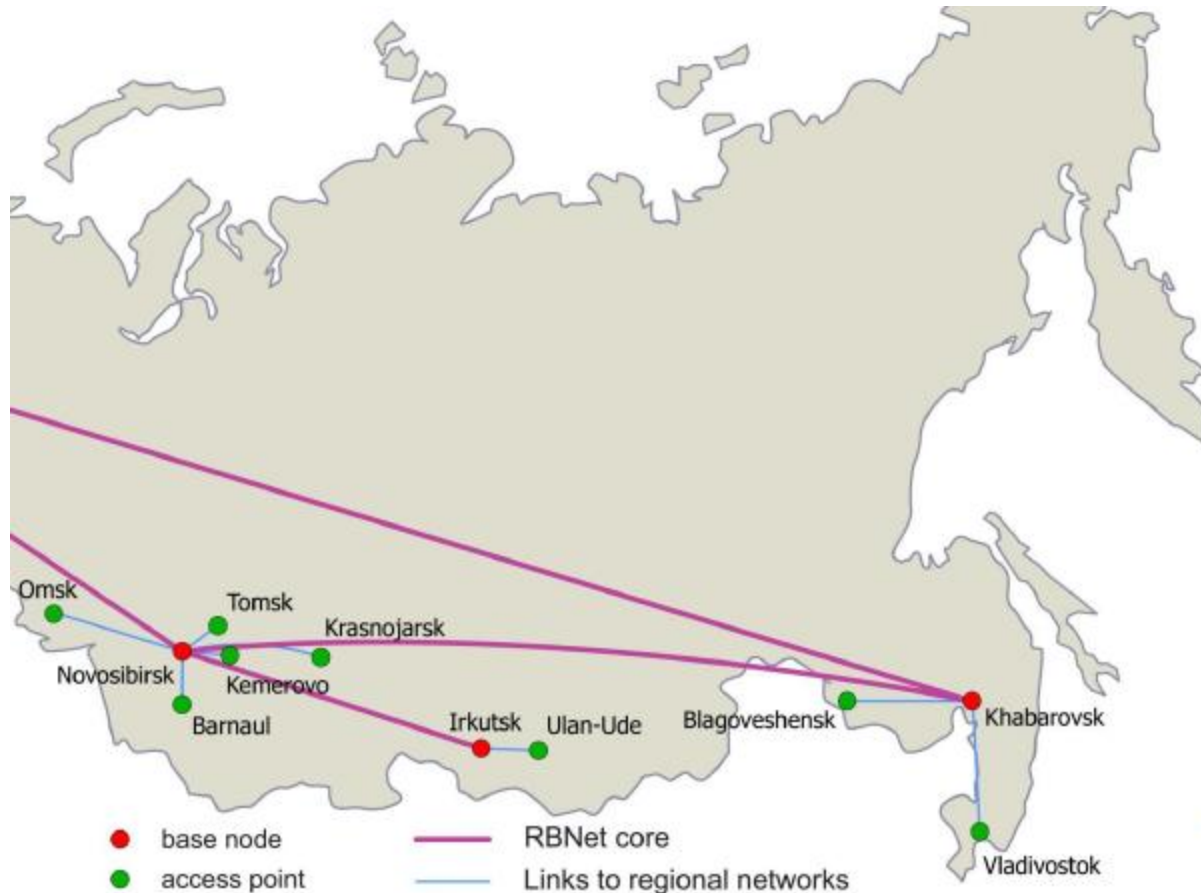 Omsk
Tomsk
Krasnojarsk
Novosibirsk
Kemerovo
Barnaul
Irkutsk
Ulan-Ude
Blagoveshensk
Khabarovsk
Vladivostok
base node
access point
RBNet core
Links to regional networks